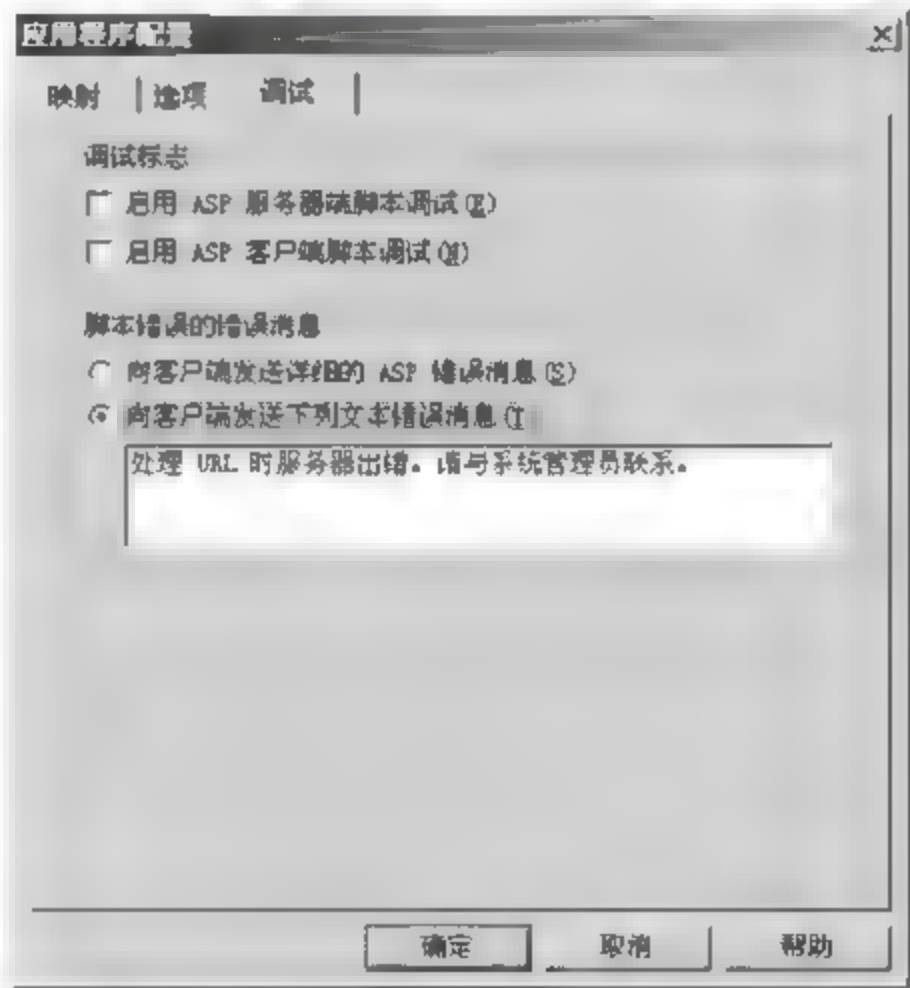 应用程序配置
映射 选项 调试
调试标志
启用 ASP 服务器端脚本调试(E)
启用 ASP 客户端脚本调试(N)
脚本错误的错误消息
向客户端发送详细的 ASP 错误消息(S)
向客户端发送下列文本错误消息(T
处理 URL 时服务器出错。请与系统管理员联系。
确定 取消 帮助